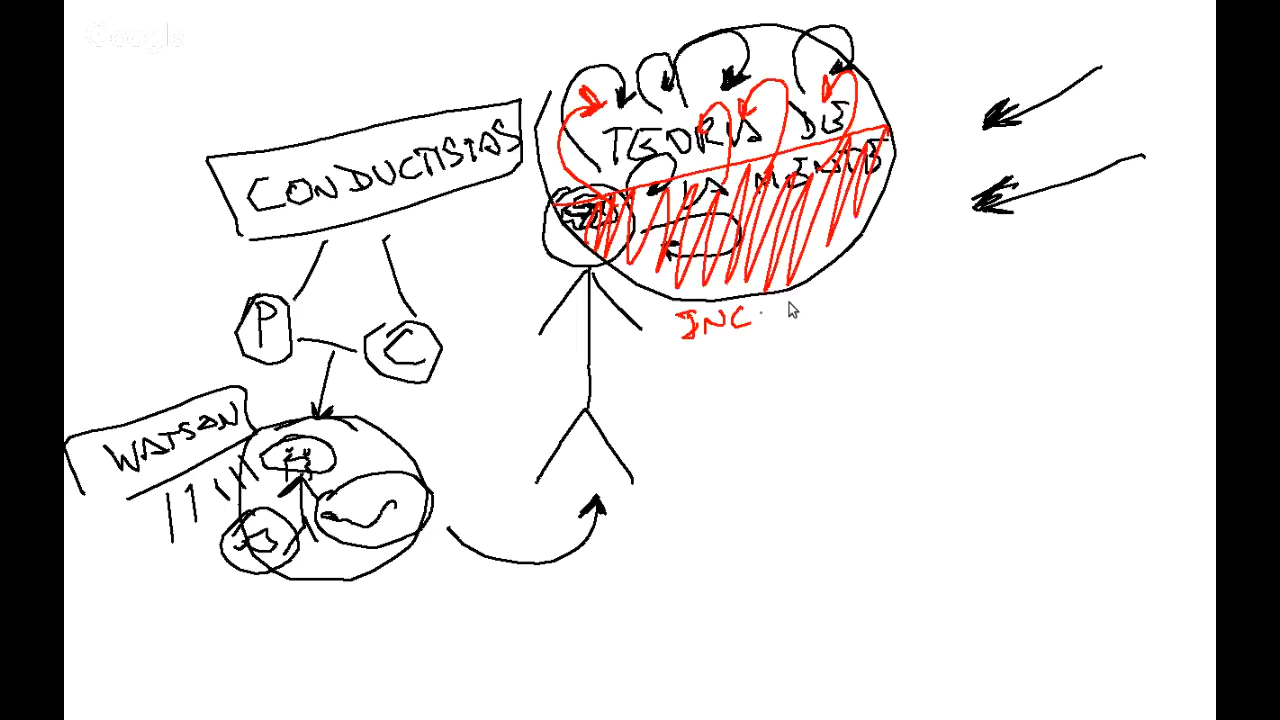 Google
TEORIA DE
LA MENTE
CONDUCTISTAS
P
C
INC.
WATSON